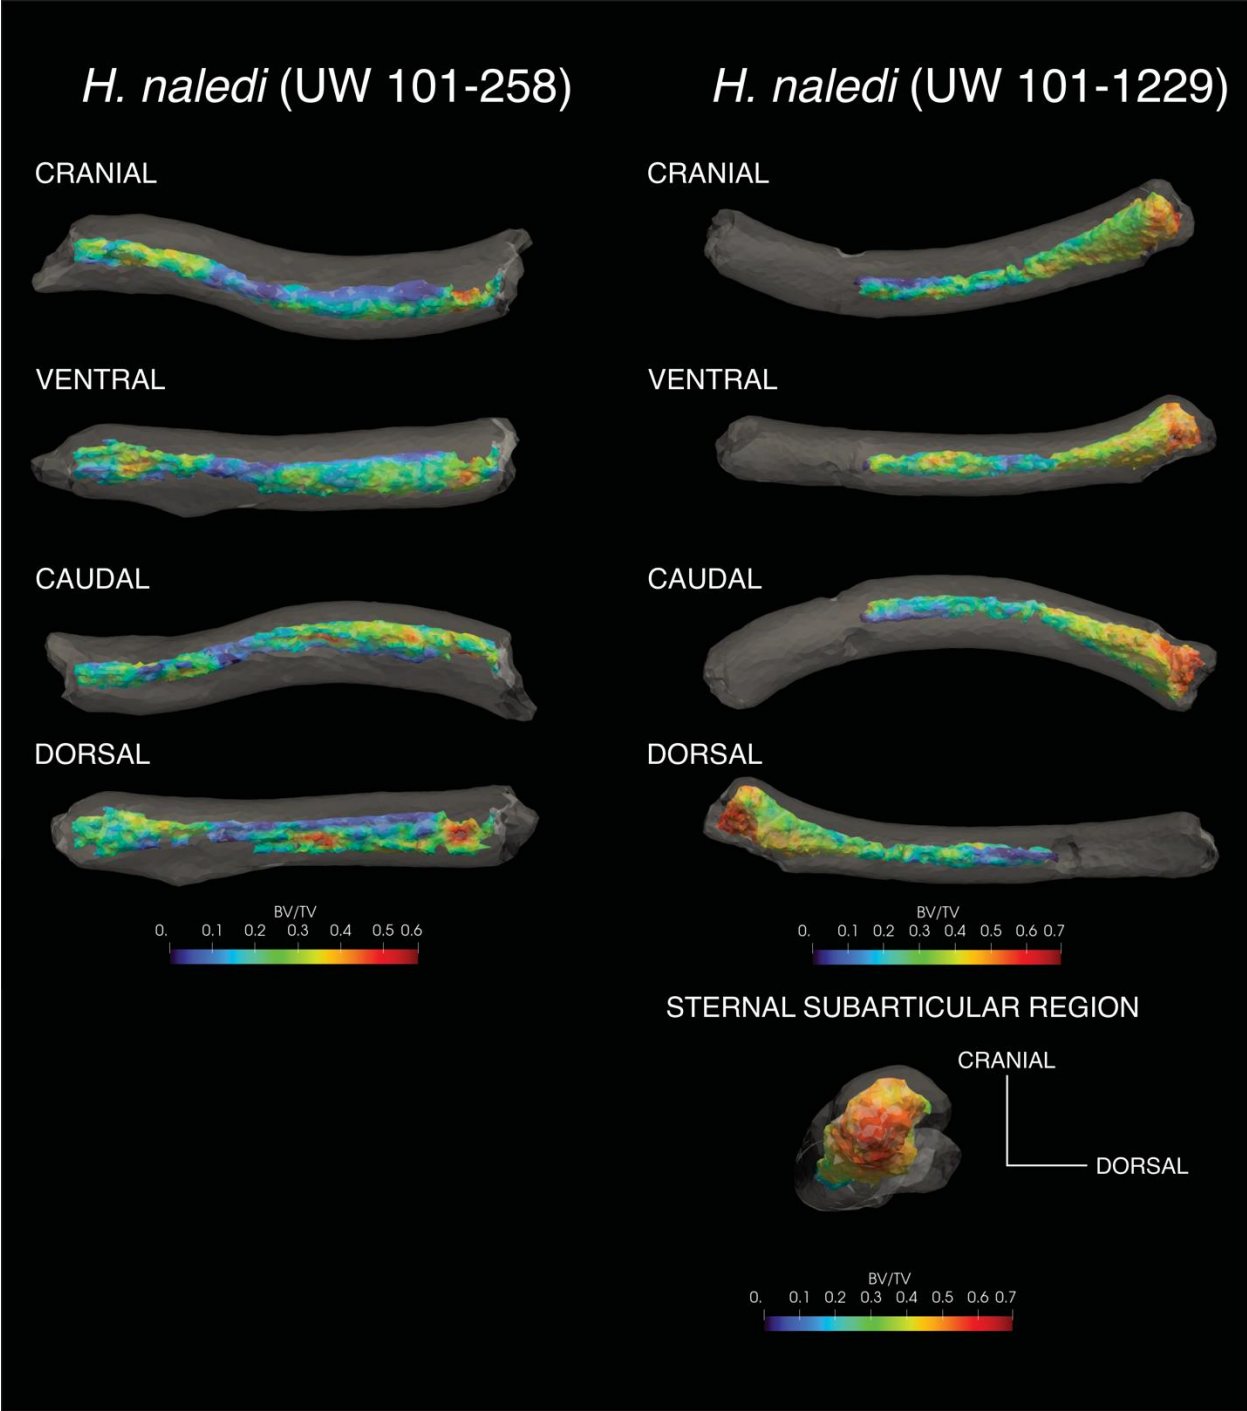 H. naledi (UW 101-258)
CRANIAL
VENTRAL
CAUDAL
DORSAL
BV/TV
0. 0.1 0.2 0.3 0.4 0.5 0.6
H. naledi (UW 101-1229)
CRANIAL
VENTRAL
CAUDAL
DORSAL
BV/TV
0. 0.1 0.2 0.3 0.4 0.5 0.6 0.7
STERNAL SUBARTICULAR REGION
CRANIAL
DORSAL
BV/TV
0. 0.1 0.2 0.3 0.4 0.5 0.6 0.7